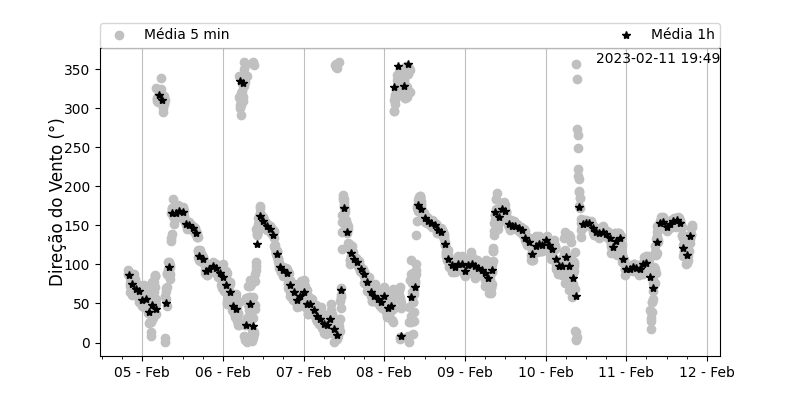 Média 5 min
Média 1h
2023-02-11 19:49
Direção do Vento (°)
350
300
250
200
150
100
50
0
05 - Feb
06 - Feb
07 - Feb
08 - Feb
09 - Feb
10 - Feb
11 - Feb
12 - Feb